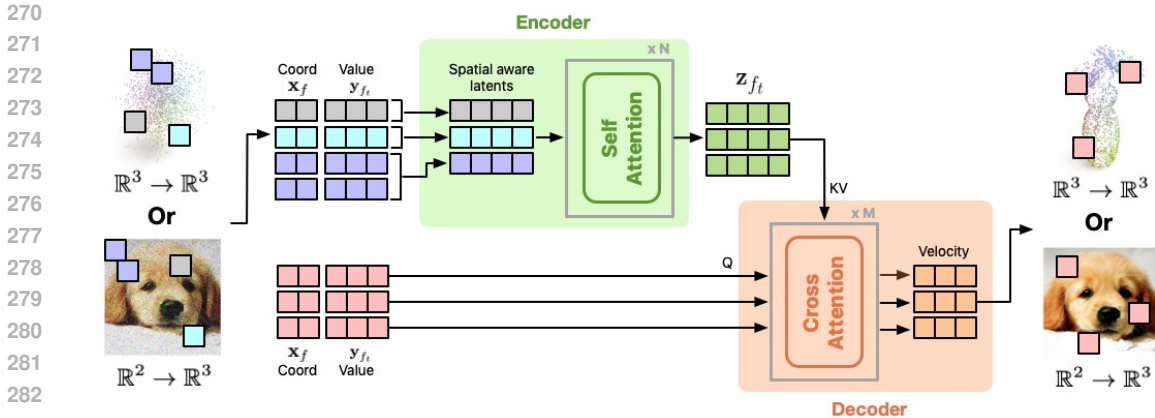 270
271
272
273
274
275
276
277
278
279
280
281
282
Encoder
x N
Coord
Value
x_f
y_{f_t}
Spatial aware
latents
Self
Attention
z_{f_t}
ℝ³ → ℝ³
Or
ℝ² → ℝ³
KV
Q
x M
Cross
Attention
Velocity
x_f
y_{f_t}
Coord
Value
Decoder
ℝ³ → ℝ³
Or
ℝ² → ℝ³